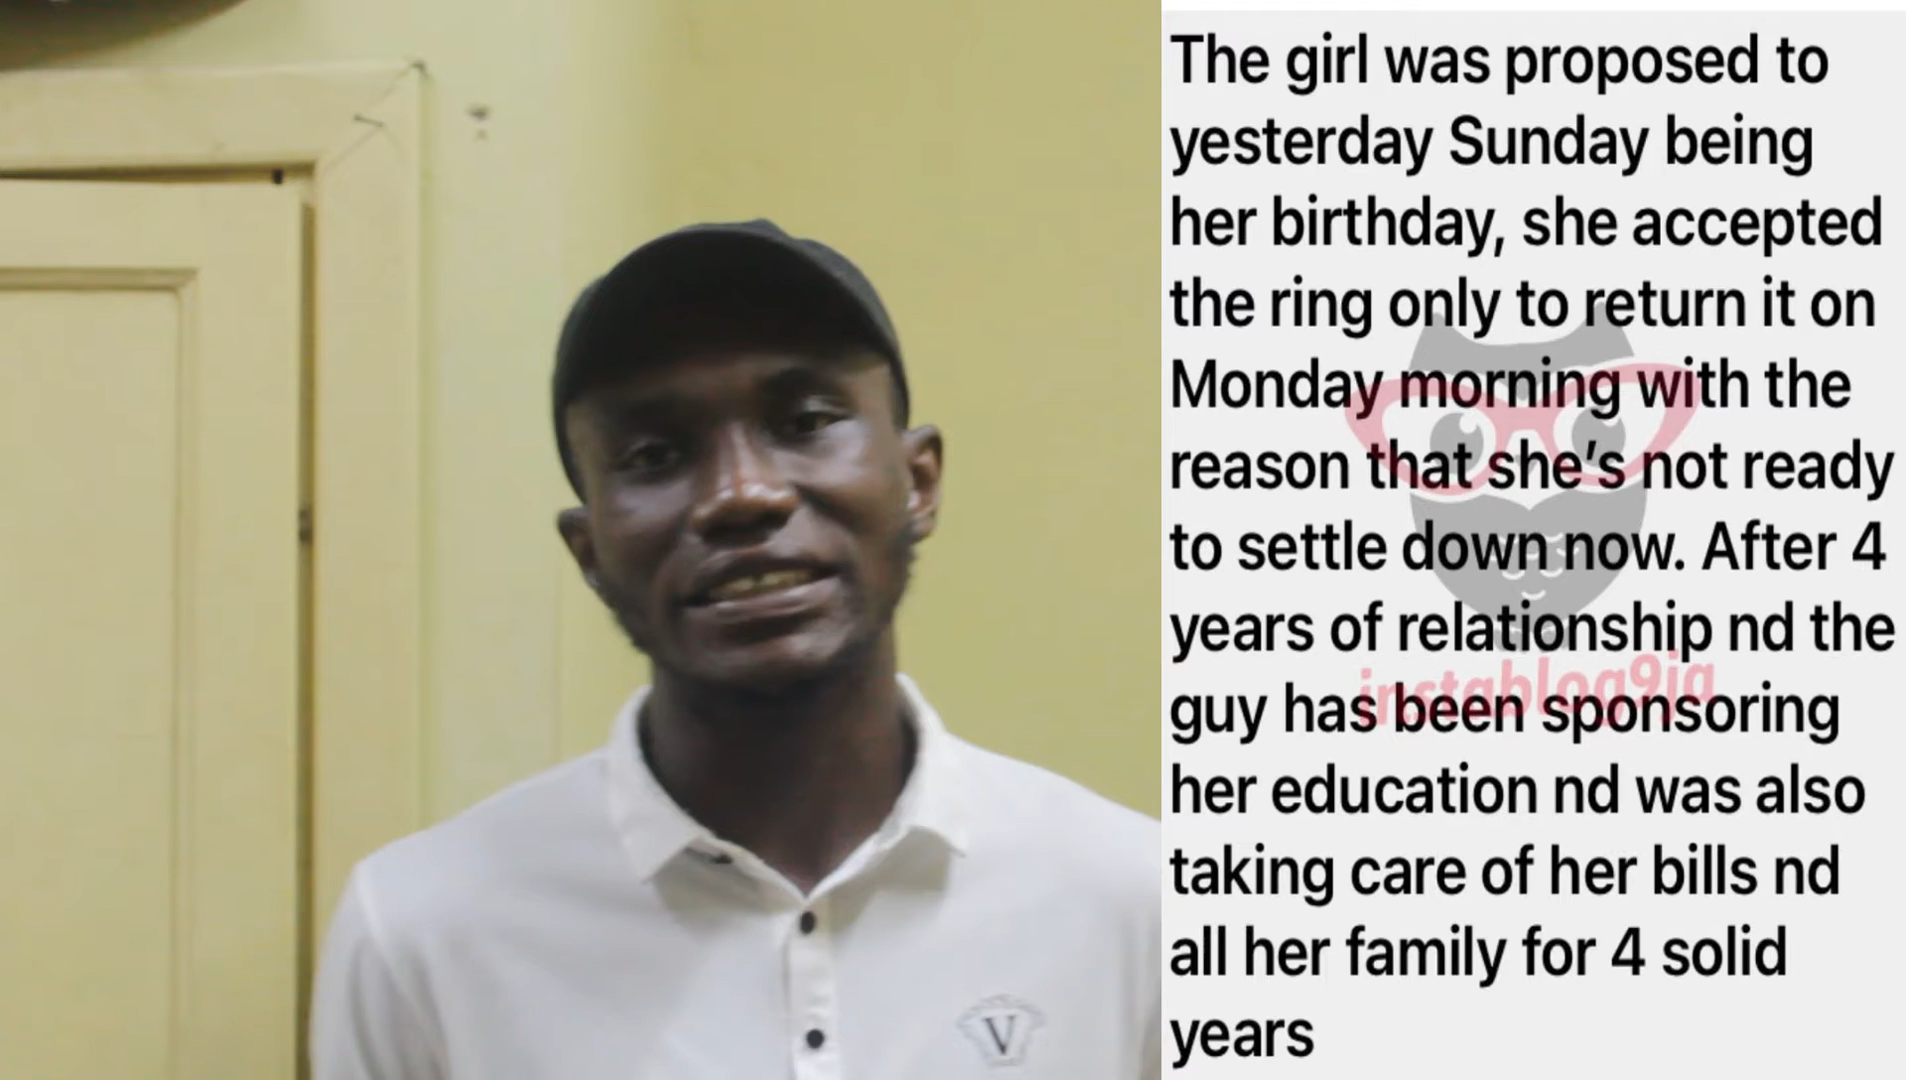 The girl was proposed to
yesterday Sunday being
her birthday, she accepted
the ring only to return it on
Monday morning with the
reason that she's not ready
to settle down now. After 4
years of relationship nd the
guy has been sponsoring
her education nd was also
taking care of her bills nd
all her family for 4 solid
years
instablog9ja
V